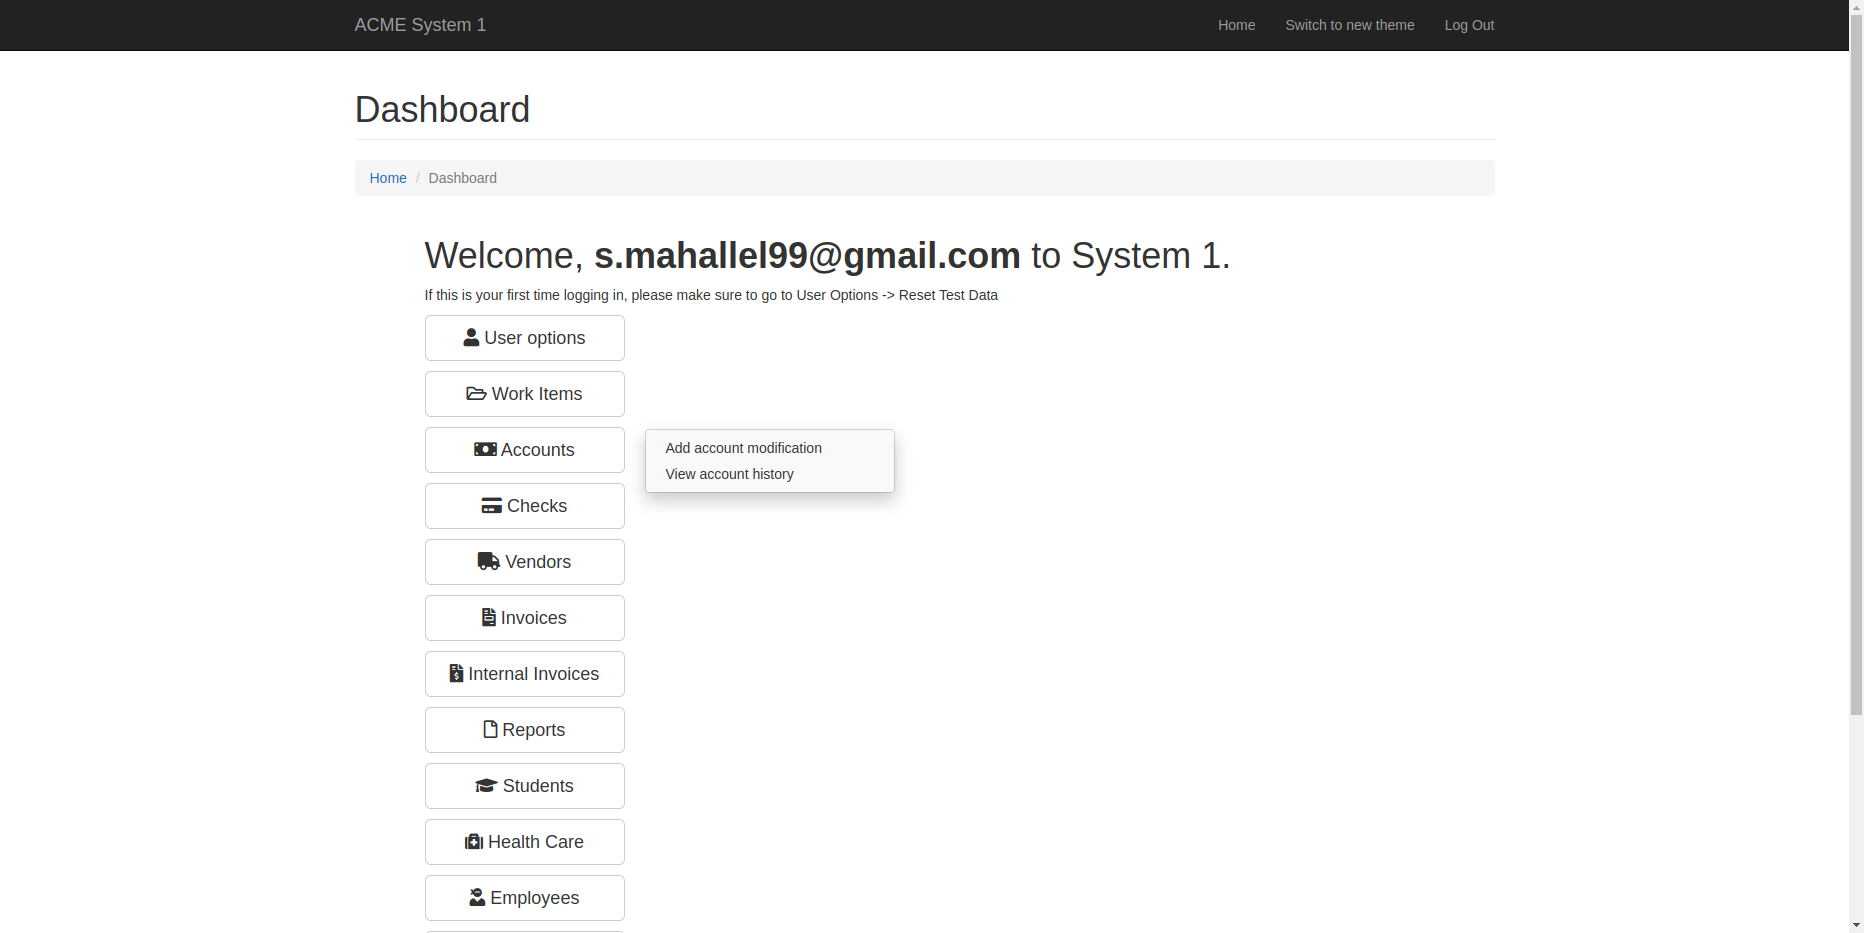 ACME System 1
Home
Switch to new theme
Log Out
Dashboard
Home / Dashboard
Welcome, s.mahallel99@gmail.com to System 1.
If this is your first time logging in, please make sure to go to User Options -> Reset Test Data
User options
Work Items
Accounts
Add account modification
View account history
Checks
Vendors
Invoices
Internal Invoices
Reports
Students
Health Care
Employees